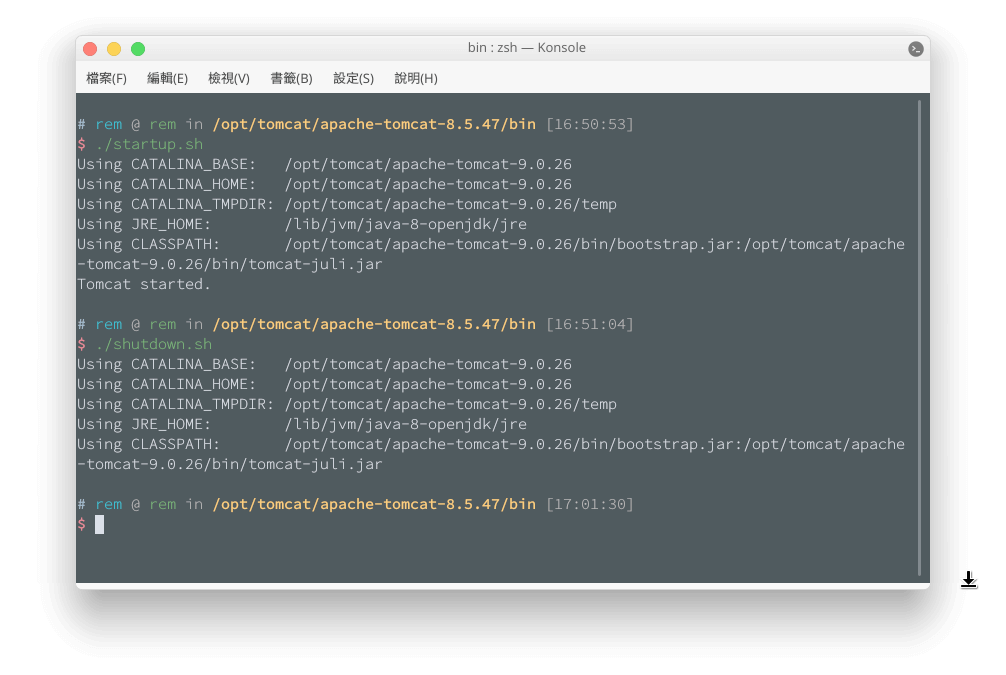 bin : zsh — Konsole
檔案(F) 編輯(E) 檢視(V) 書籤(B) 設定(S) 說明(H)
# rem @ rem in /opt/tomcat/apache-tomcat-8.5.47/bin [16:50:53]
$ ./startup.sh
Using CATALINA_BASE:   /opt/tomcat/apache-tomcat-9.0.26
Using CATALINA_HOME:   /opt/tomcat/apache-tomcat-9.0.26
Using CATALINA_TMPDIR: /opt/tomcat/apache-tomcat-9.0.26/temp
Using JRE_HOME:        /lib/jvm/java-8-openjdk/jre
Using CLASSPATH:       /opt/tomcat/apache-tomcat-9.0.26/bin/bootstrap.jar:/opt/tomcat/apache
-tomcat-9.0.26/bin/tomcat-juli.jar
Tomcat started.
# rem @ rem in /opt/tomcat/apache-tomcat-8.5.47/bin [16:51:04]
$ ./shutdown.sh
Using CATALINA_BASE:   /opt/tomcat/apache-tomcat-9.0.26
Using CATALINA_HOME:   /opt/tomcat/apache-tomcat-9.0.26
Using CATALINA_TMPDIR: /opt/tomcat/apache-tomcat-9.0.26/temp
Using JRE_HOME:        /lib/jvm/java-8-openjdk/jre
Using CLASSPATH:       /opt/tomcat/apache-tomcat-9.0.26/bin/bootstrap.jar:/opt/tomcat/apache
-tomcat-9.0.26/bin/tomcat-juli.jar
# rem @ rem in /opt/tomcat/apache-tomcat-8.5.47/bin [17:01:30]
$